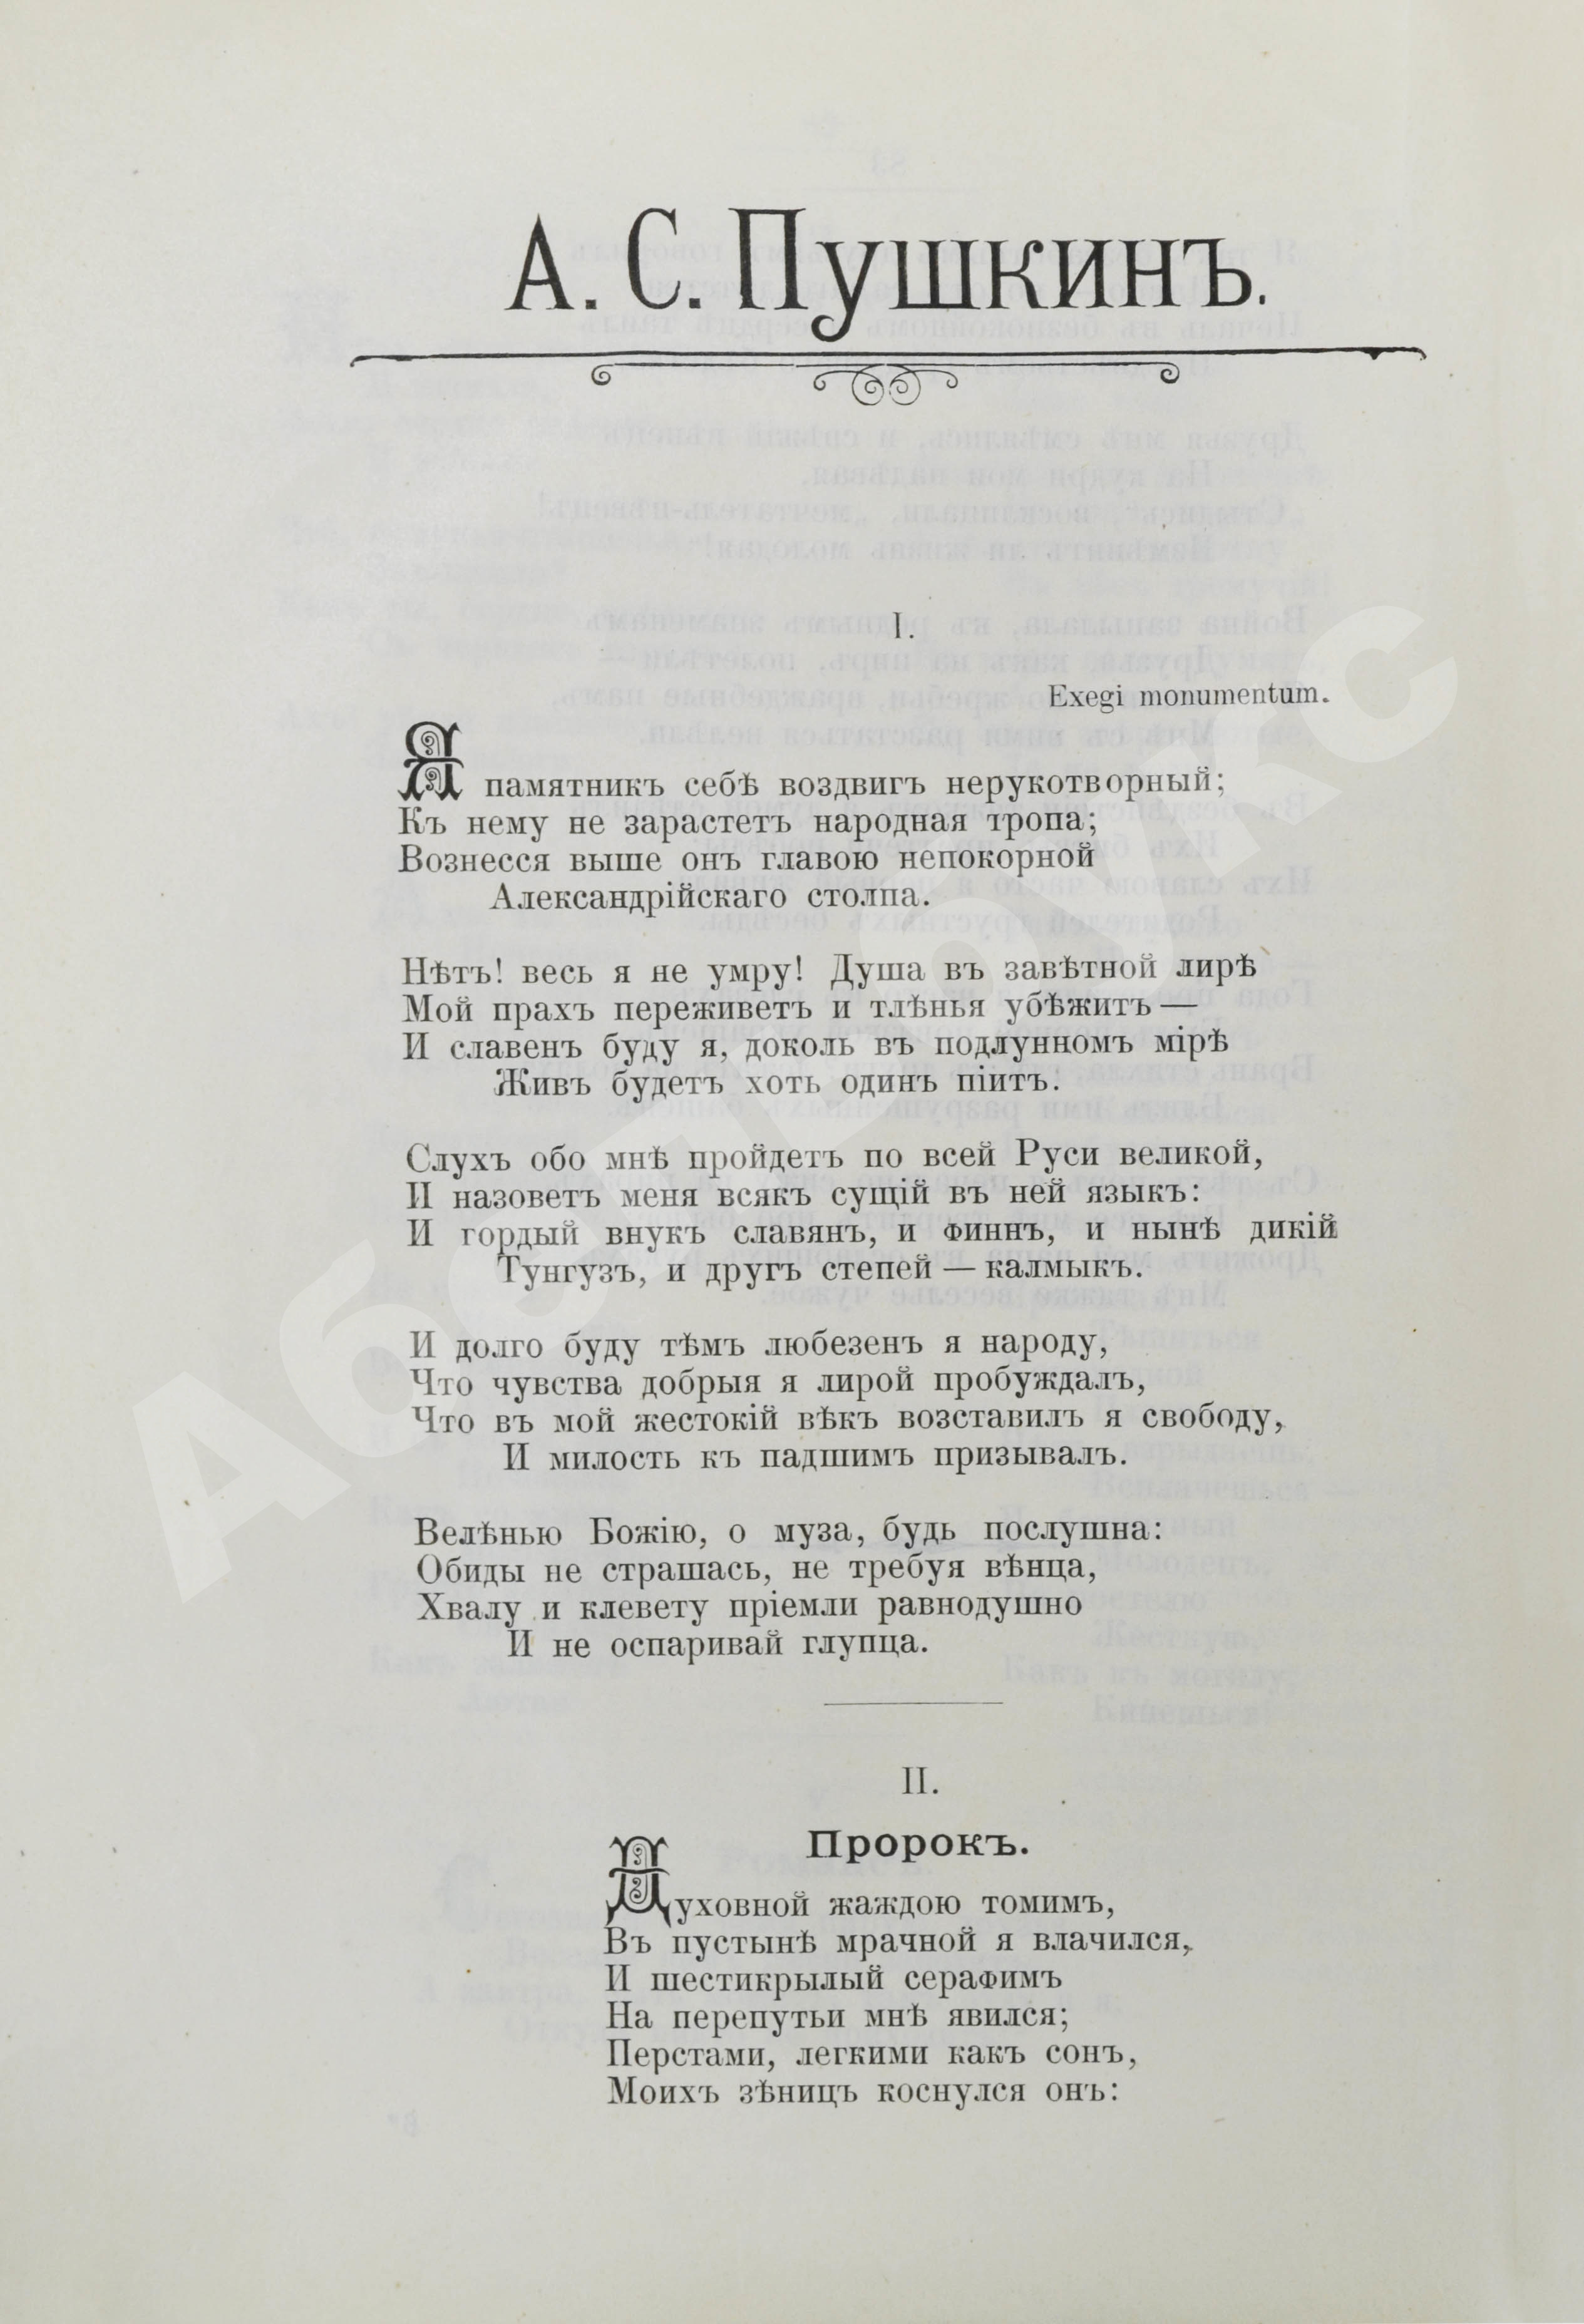 А. С. Пушкинъ.
I.
Exegi monumentum.
Я памятникъ себѣ воздвигъ нерукотворный;
Къ нему не зарастетъ народная тропа;
Вознесся выше онъ главою непокорной
Александрійскаго столпа.
Нѣтъ! весь я не умру! Душа въ завѣтной лирѣ
Мой прахъ переживетъ и тлѣнья убѣжитъ —
И славенъ буду я, доколь въ подлунномъ мірѣ
Живъ будетъ хоть одинъ піитъ.
Слухъ обо мнѣ пройдетъ по всей Руси великой,
И назоветъ меня всякъ сущій въ ней языкъ:
И гордый внукъ славянъ, и финнъ, и нынѣ дикій
Тунгузъ, и другъ степей — калмыкъ.
И долго буду тѣмъ любезенъ я народу,
Что чувства добрыя я лирой пробуждалъ,
Что въ мой жестокій вѣкъ возставилъ я свободу,
И милость къ падшимъ призывалъ.
Велѣнью Божію, о муза, будь послушна:
Обиды не страшась, не требуя вѣнца,
Хвалу и клевету пріемли равнодушно
И не оспаривай глупца.
II.
Пророкъ.
Духовной жаждою томимъ,
Въ пустынѣ мрачной я влачился,
И шестикрылый серафимъ
На перепутьи мнѣ явился;
Перстами, легкими какъ сонъ,
Моихъ зѣницъ коснулся онъ:
Абельбукс